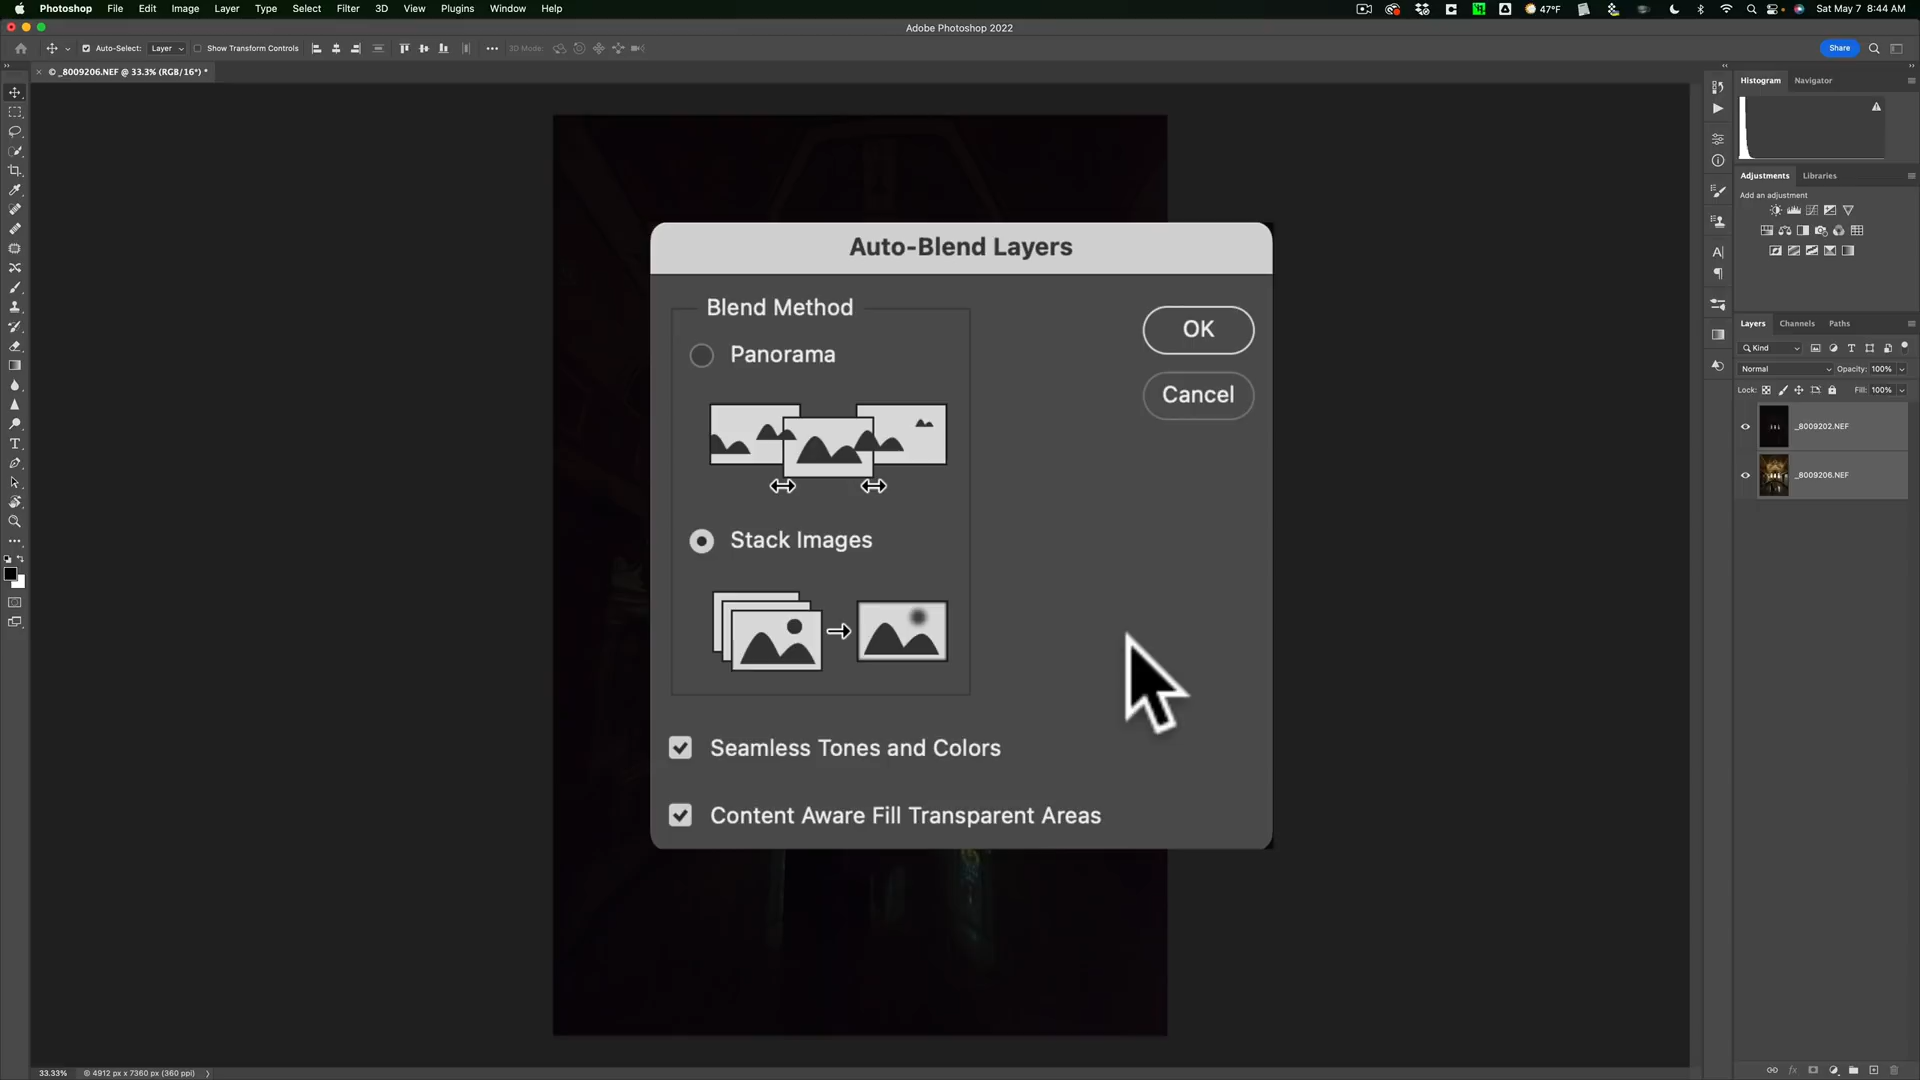 Photoshop File Edit Image Layer Type Select Filter 3D View Plugins Window Help 47°F Sat May 7 8:44 AM
Adobe Photoshop 2022
Auto-Select: Layer Show Transform Controls 3D Mode: Share
© _8009206.NEF @ 33.3% (RGB/16*) *
Histogram Navigator
Adjustments Libraries
Add an adjustment
Auto-Blend Layers
Blend Method
Panorama
OK
Cancel
Stack Images
Seamless Tones and Colors
Content Aware Fill Transparent Areas
Layers Channels Paths
Kind
Normal Opacity: 100%
Lock: Fill: 100%
_8009202.NEF
_8009206.NEF
33.33% 4912 px x 7360 px (360 ppi)